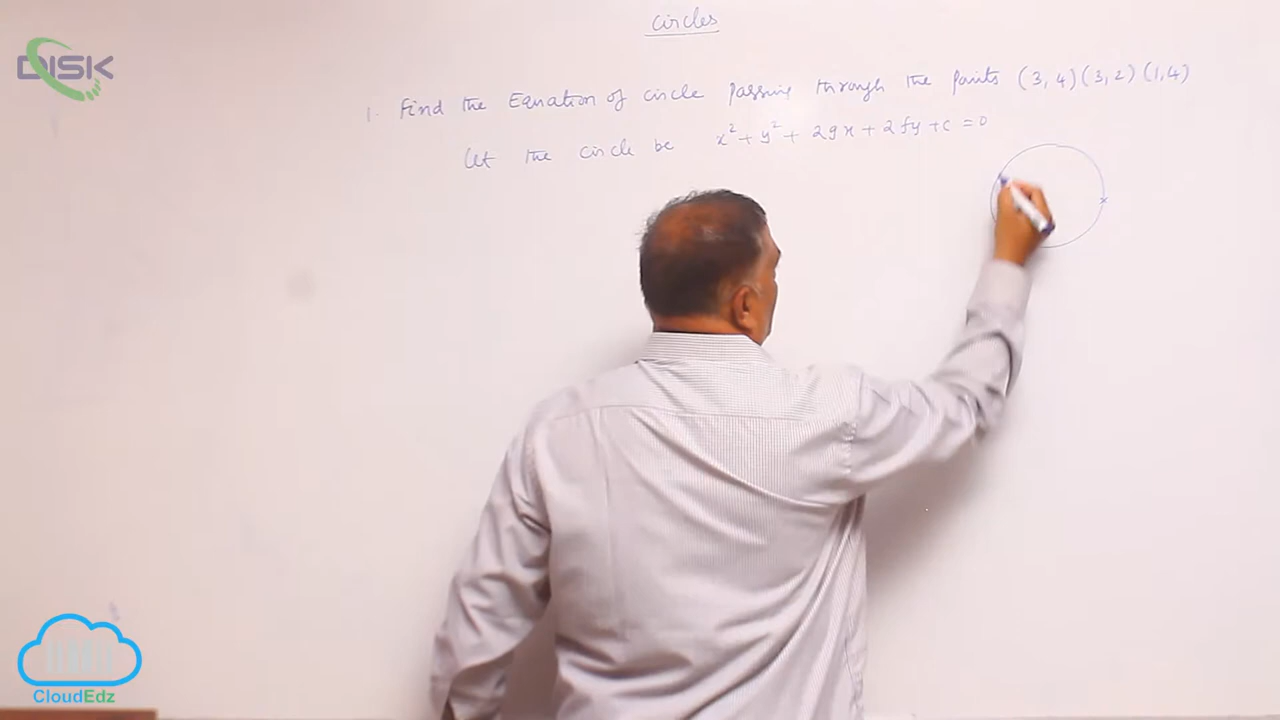 Circles
DISK
1. Find the Equation of circle passing through the points (3, 4) (3, 2) (1, 4)
Let the circle be x² + y² + 2gx + 2fy + c = 0
CloudEdz